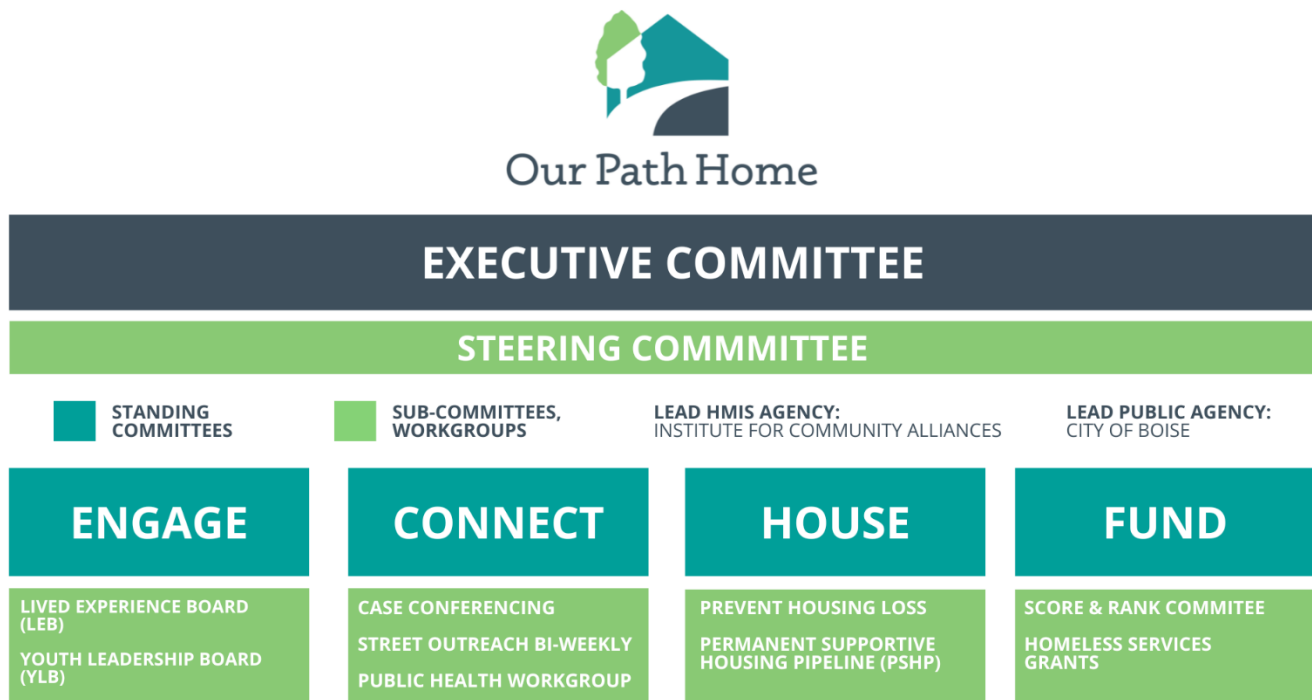 Our Path Home
EXECUTIVE COMMITTEE
STEERING COMMMITTEE
STANDING
COMMITTEES
SUB-COMMITTEES,
WORKGROUPS
LEAD HMIS AGENCY:
INSTITUTE FOR COMMUNITY ALLIANCES
LEAD PUBLIC AGENCY:
CITY OF BOISE
ENGAGE
LIVED EXPERIENCE BOARD
(LEB)
YOUTH LEADERSHIP BOARD
(YLB)
CONNECT
CASE CONFERENCING
STREET OUTREACH BI-WEEKLY
PUBLIC HEALTH WORKGROUP
HOUSE
PREVENT HOUSING LOSS
PERMANENT SUPPORTIVE
HOUSING PIPELINE (PSHP)
FUND
SCORE & RANK COMMITEE
HOMELESS SERVICES
GRANTS